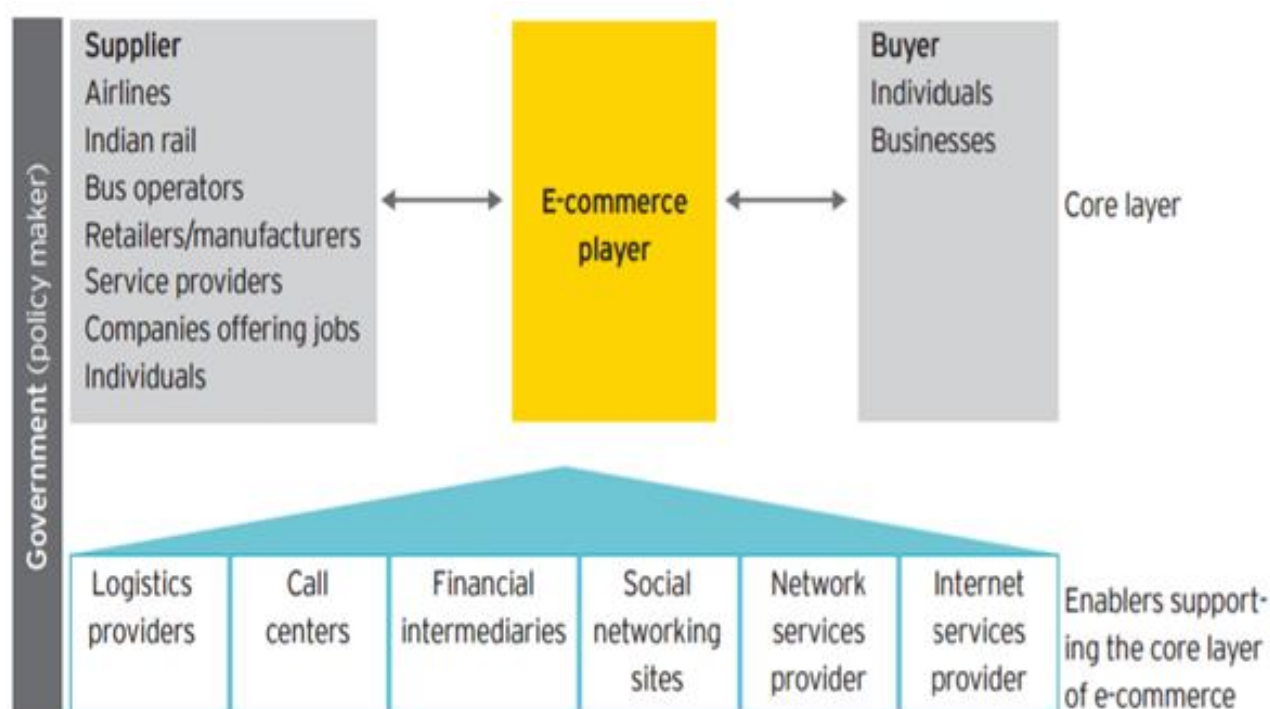 Government (policy maker)
Supplier
Airlines
Indian rail
Bus operators
Retailers/manufacturers
Service providers
Companies offering jobs
Individuals
E-commerce
player
Buyer
Individuals
Businesses
Core layer
Logistics
providers
Call
centers
Financial
intermediaries
Social
networking
sites
Network
services
provider
Internet
services
provider
Enablers support-
ing the core layer
of e-commerce